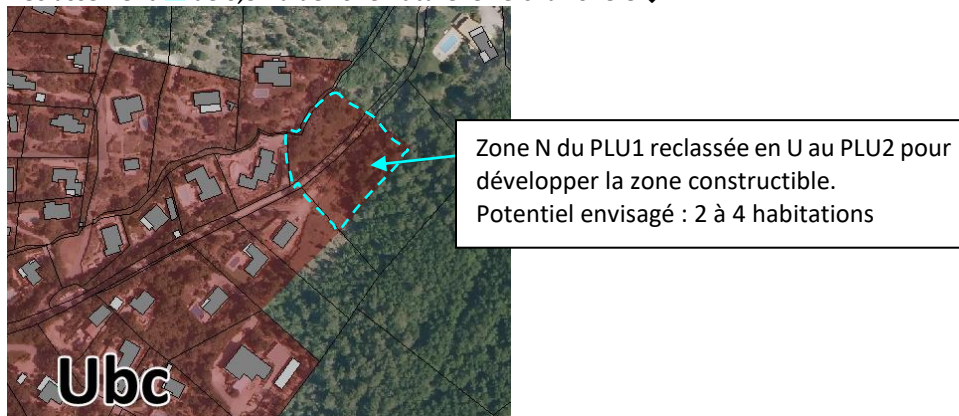 Zone N du PLU1 reclassée en U au PLU2 pour
développer la zone constructible.
Potentiel envisagé : 2 à 4 habitations
Ubc